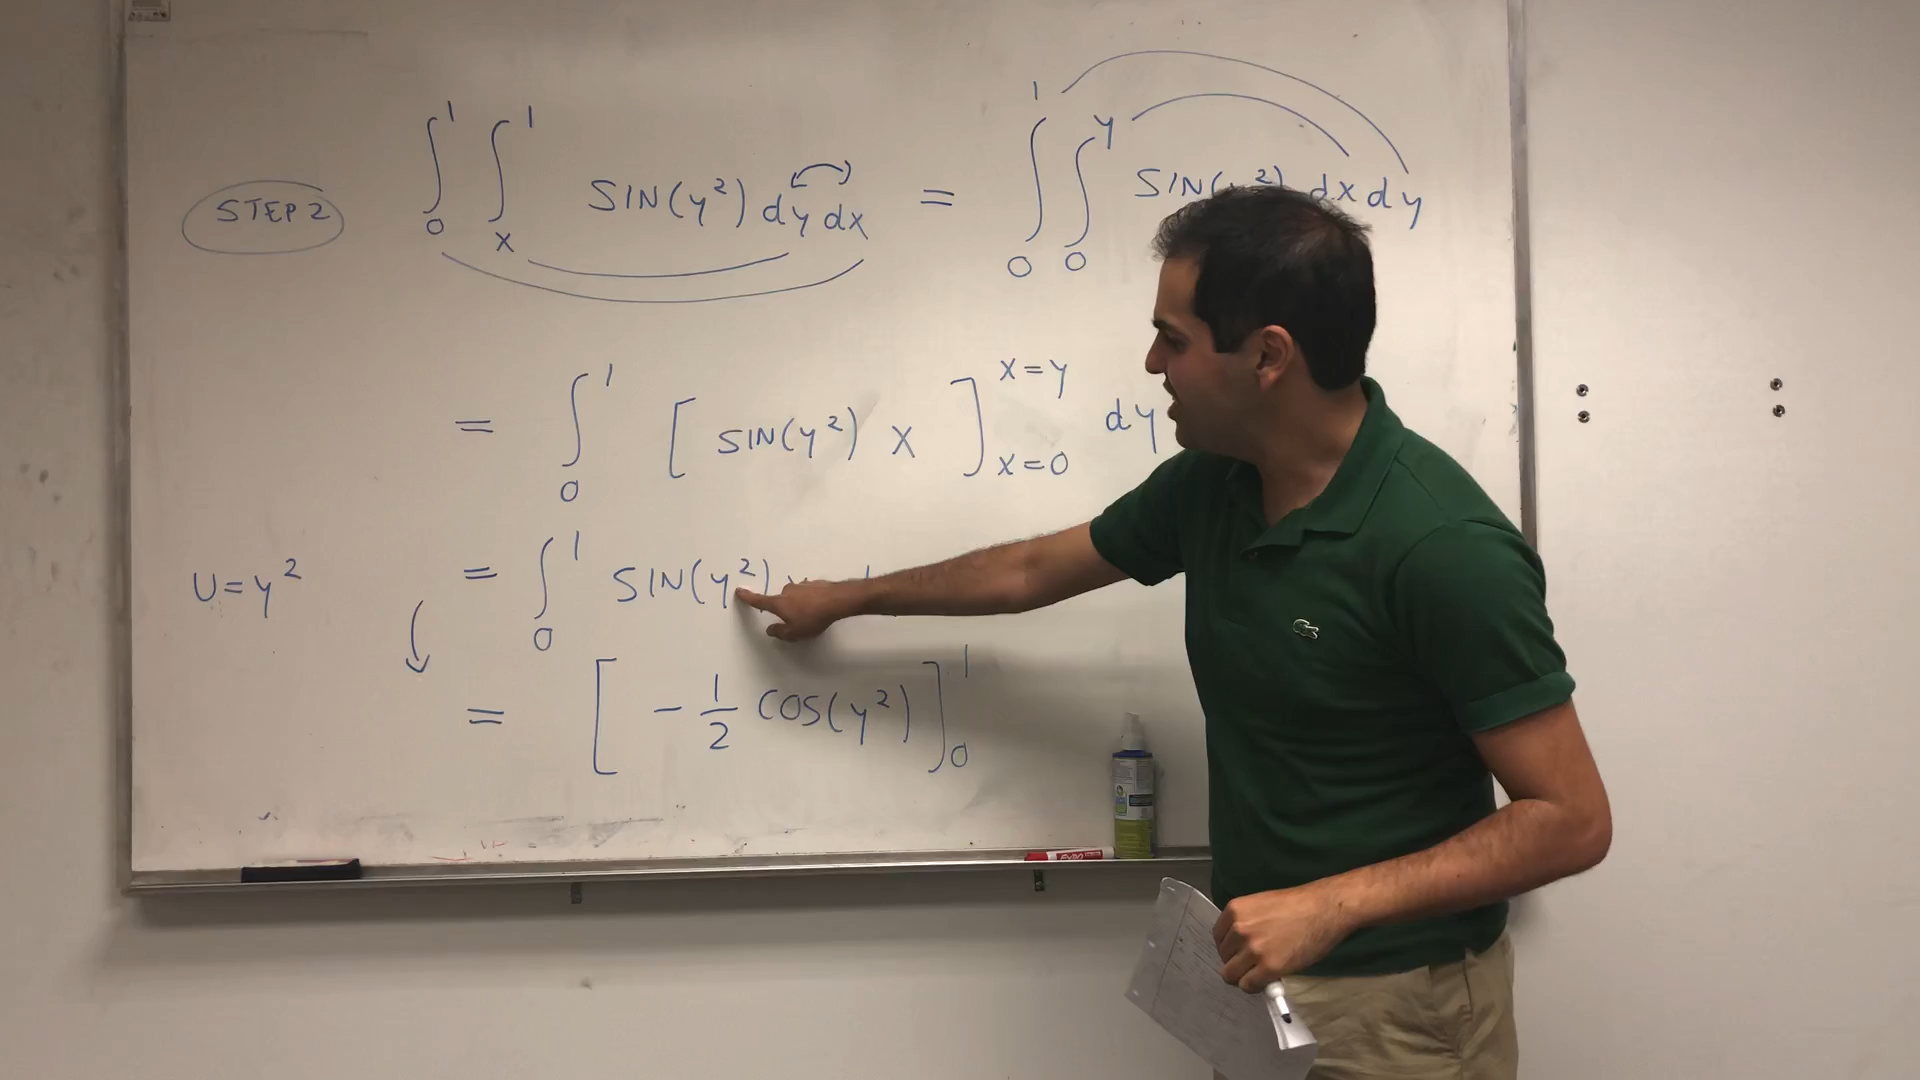 STEP 2 ∫₀¹ ∫ₓ¹ SIN(y²) dy dx = ∫₀¹ ∫₀ʸ SIN(y²) dx dy
= ∫₀¹ [ SIN(y²) x ]ₓ₌₀ˣ⁼ʸ dy
U = y² = ∫₀¹ SIN(y²)
= [ - 1/2 COS(y²) ]₀¹
EXPO